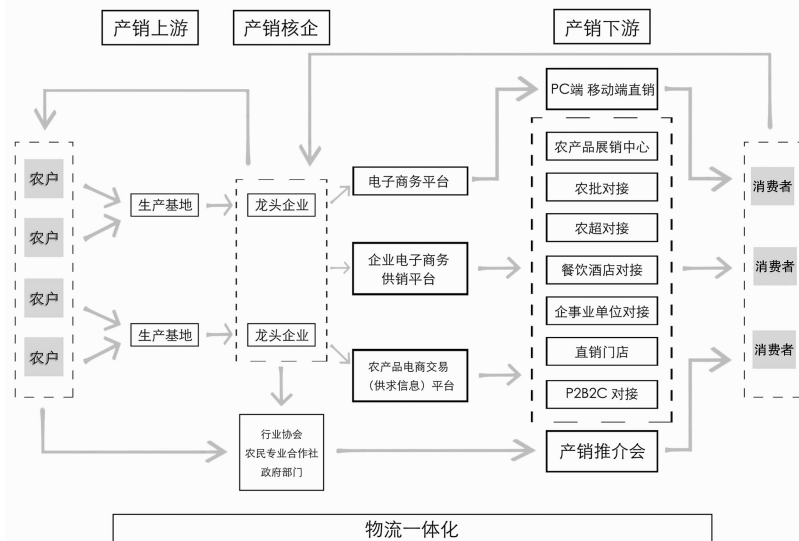 产销上游
产销核企
产销下游
PC端 移动端直销
农产品展销中心
农户
电子商务平台
消费者
农批对接
生产基地
龙头企业
农户
农超对接
企业电子商务
供销平台
餐饮酒店对接
消费者
农户
企事业单位对接
生产基地
龙头企业
直销门店
消费者
农户
农产品电商交易
（供求信息）平台
P2B2C 对接
行业协会
农民专业合作社
政府部门
产销推介会
物流一体化